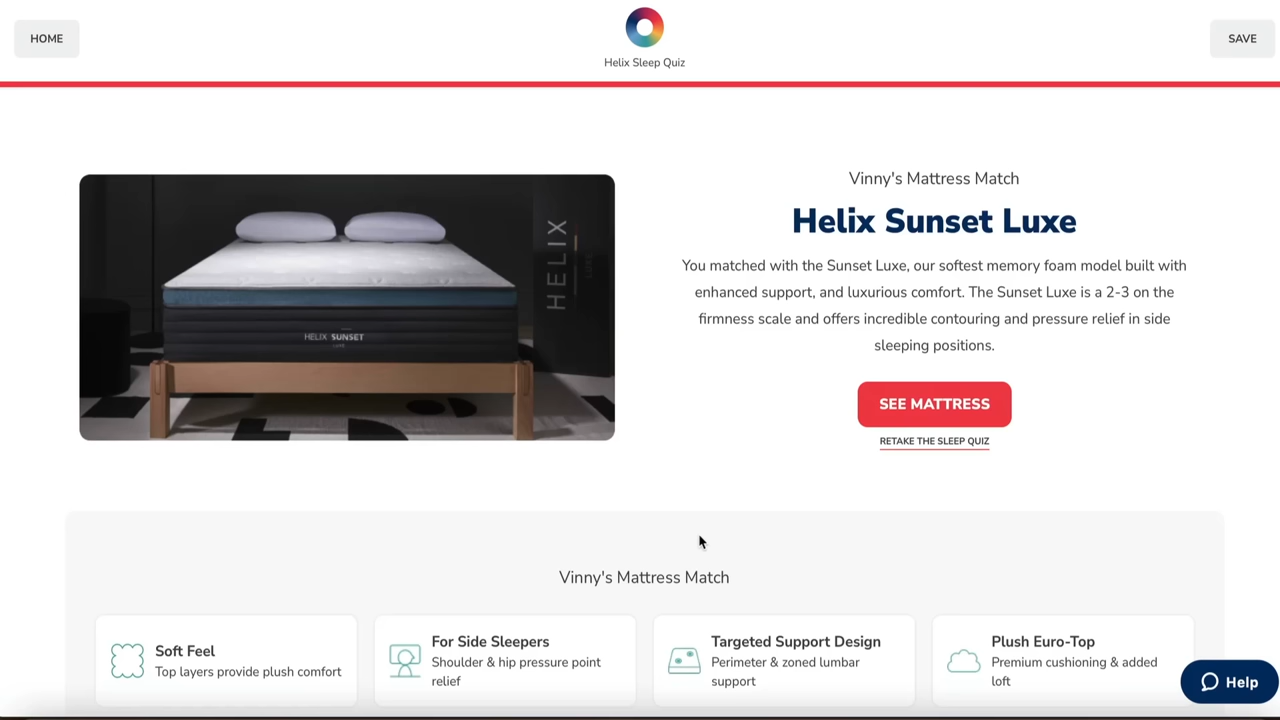 HOME
Helix Sleep Quiz
SAVE
HELIX
HELIX SUNSET
LUXE
Vinny's Mattress Match
Helix Sunset Luxe
You matched with the Sunset Luxe, our softest memory foam model built with
enhanced support, and luxurious comfort. The Sunset Luxe is a 2-3 on the
firmness scale and offers incredible contouring and pressure relief in side
sleeping positions.
SEE MATTRESS
RETAKE THE SLEEP QUIZ
Vinny's Mattress Match
Soft Feel
Top layers provide plush comfort
For Side Sleepers
Shoulder & hip pressure point
relief
Targeted Support Design
Perimeter & zoned lumbar
support
Plush Euro-Top
Premium cushioning & added
loft
Help